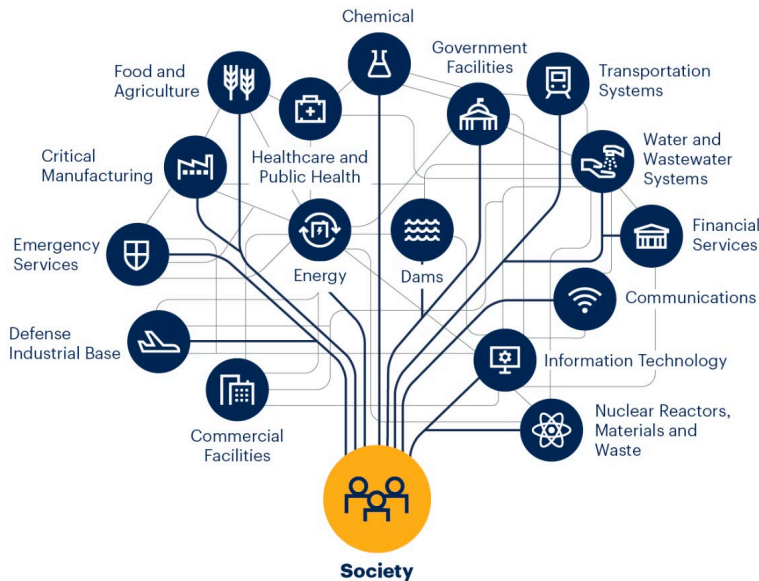 Chemical
Food and
Agriculture
Government
Facilities
Transportation
Systems
Critical
Manufacturing
Healthcare and
Public Health
Water and
Wastewater
Systems
Emergency
Services
Energy
Dams
Financial
Services
Communications
Defense
Industrial Base
Information Technology
Commercial
Facilities
Nuclear Reactors,
Materials and
Waste
Society